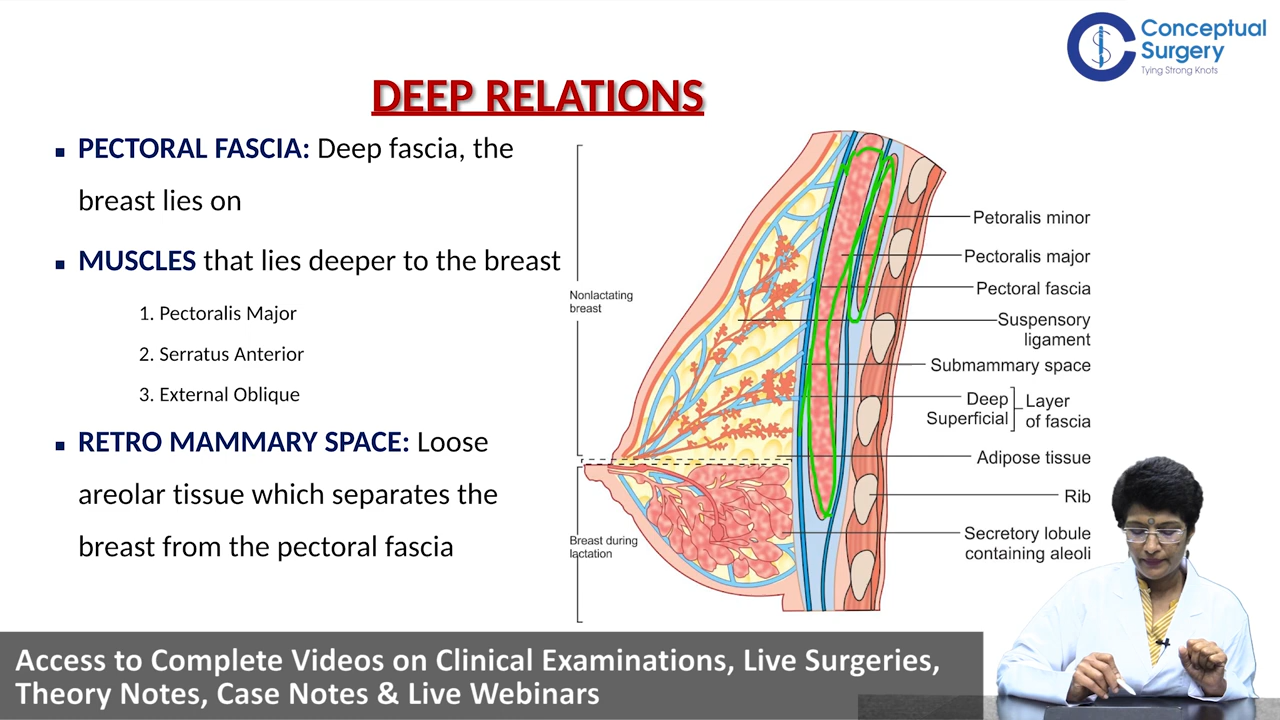 Conceptual
Surgery
Tying Strong Knots
DEEP RELATIONS
▪ PECTORAL FASCIA: Deep fascia, the
breast lies on
▪ MUSCLES that lies deeper to the breast
1. Pectoralis Major
2. Serratus Anterior
3. External Oblique
▪ RETRO MAMMARY SPACE: Loose
areolar tissue which separates the
breast from the pectoral fascia
Nonlactating
breast
Breast during
lactation
Petoralis minor
Pectoralis major
Pectoral fascia
Suspensory
ligament
Submammary space
Deep
Superficial
Layer
of fascia
Adipose tissue
Rib
Secretory lobule
containing aleoli
Access to Complete Videos on Clinical Examinations, Live Surgeries,
Theory Notes, Case Notes & Live Webinars